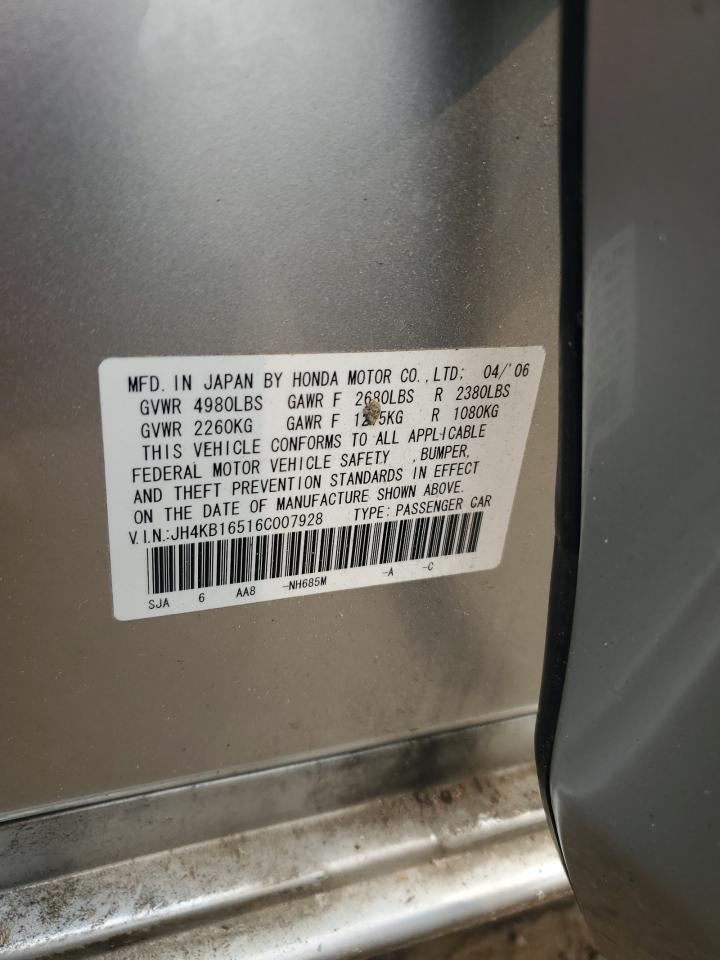 MFD. IN JAPAN BY HONDA MOTOR CO.,LTD: 04/'06
GVWR 4980LBS GAWR F 2680LBS R 2380LBS
GVWR 2260KG GAWR F R 1080KG
THIS VEHICLE CONFORMS TO ALL APPLICABLE
FEDERAL MOTOR VEHICLE SAFETY ,BUMPER,
AND THEFT PREVENTION STANDARDS IN EFFECT
ON THE DATE OF MANUFACTURE SHOWN ABOVE.
V.I.N.:JH4KB16516C007928 TYPE: PASSENGER CAR
SJA 6 AA8 -NH685M -A -C